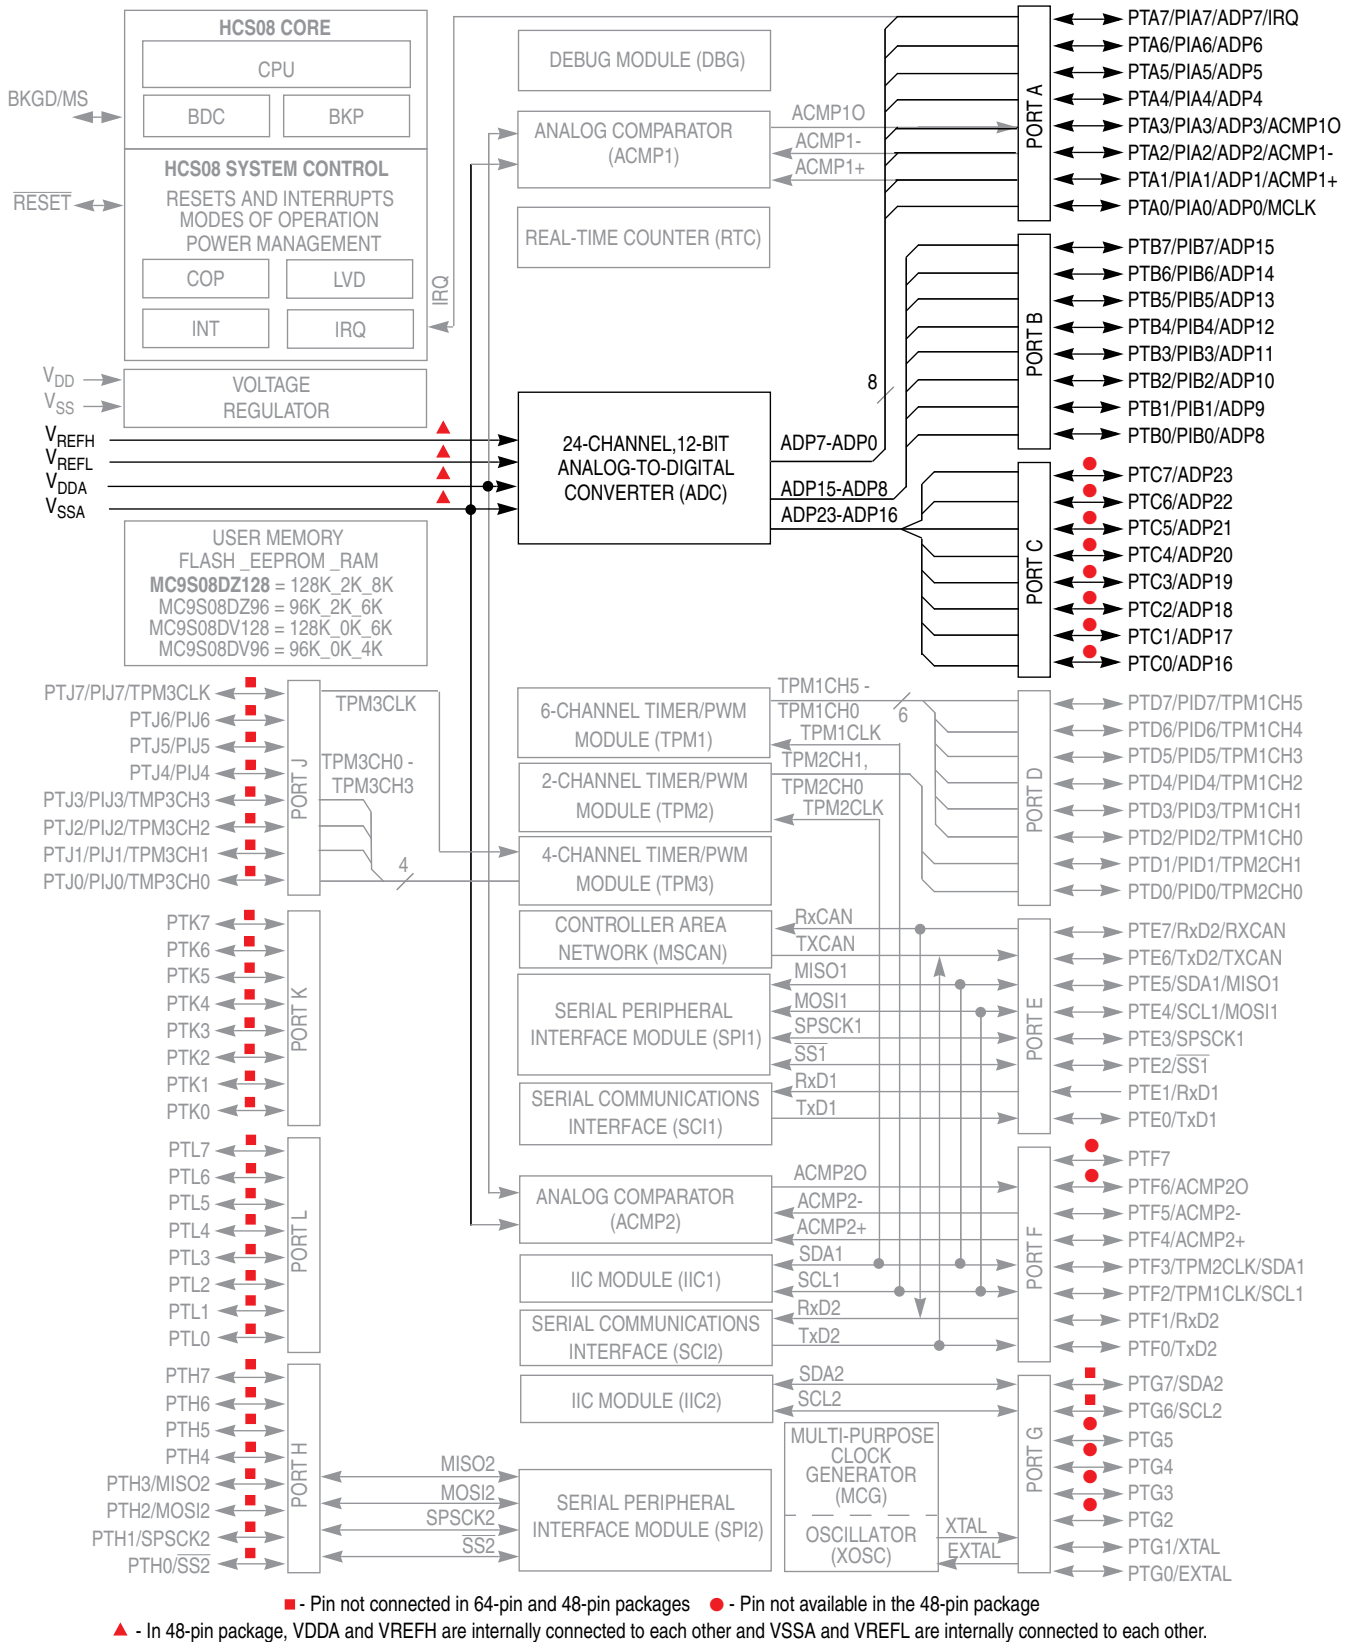 HCS08 CORE
CPU
BDC
BKP
BKGD/MS
HCS08 SYSTEM CONTROL
RESETS AND INTERRUPTS
MODES OF OPERATION
POWER MANAGEMENT
COP
LVD
INT
IRQ
RESET
IRQ
VDD
VSS
VOLTAGE
REGULATOR
VREFH
VREFL
VDDA
VSSA
USER MEMORY
FLASH _EEPROM _RAM
MC9S08DZ128 = 128K_2K_8K
MC9S08DZ96 = 96K_2K_6K
MC9S08DV128 = 128K_0K_6K
MC9S08DV96 = 96K_0K_4K
DEBUG MODULE (DBG)
ANALOG COMPARATOR
(ACMP1)
ACMP1O
ACMP1-
ACMP1+
REAL-TIME COUNTER (RTC)
24-CHANNEL,12-BIT
ANALOG-TO-DIGITAL
CONVERTER (ADC)
8
ADP7-ADP0
ADP15-ADP8
ADP23-ADP16
PORT A
PTA7/PIA7/ADP7/IRQ
PTA6/PIA6/ADP6
PTA5/PIA5/ADP5
PTA4/PIA4/ADP4
PTA3/PIA3/ADP3/ACMP1O
PTA2/PIA2/ADP2/ACMP1-
PTA1/PIA1/ADP1/ACMP1+
PTA0/PIA0/ADP0/MCLK
PORT B
PTB7/PIB7/ADP15
PTB6/PIB6/ADP14
PTB5/PIB5/ADP13
PTB4/PIB4/ADP12
PTB3/PIB3/ADP11
PTB2/PIB2/ADP10
PTB1/PIB1/ADP9
PTB0/PIB0/ADP8
PORT C
PTC7/ADP23
PTC6/ADP22
PTC5/ADP21
PTC4/ADP20
PTC3/ADP19
PTC2/ADP18
PTC1/ADP17
PTC0/ADP16
PTJ7/PIJ7/TPM3CLK
PTJ6/PIJ6
PTJ5/PIJ5
PTJ4/PIJ4
PTJ3/PIJ3/TMP3CH3
PTJ2/PIJ2/TPM3CH2
PTJ1/PIJ1/TPM3CH1
PTJ0/PIJ0/TMP3CH0
PORT J
TPM3CLK
TPM3CH0 -
TPM3CH3
4
6-CHANNEL TIMER/PWM
MODULE (TPM1)
TPM1CH5 -
TPM1CH0
6
TPM1CLK
2-CHANNEL TIMER/PWM
MODULE (TPM2)
TPM2CH1,
TPM2CH0
TPM2CLK
4-CHANNEL TIMER/PWM
MODULE (TPM3)
PORT D
PTD7/PID7/TPM1CH5
PTD6/PID6/TPM1CH4
PTD5/PID5/TPM1CH3
PTD4/PID4/TPM1CH2
PTD3/PID3/TPM1CH1
PTD2/PID2/TPM1CH0
PTD1/PID1/TPM2CH1
PTD0/PID0/TPM2CH0
PTK7
PTK6
PTK5
PTK4
PTK3
PTK2
PTK1
PTK0
PORT K
CONTROLLER AREA
NETWORK (MSCAN)
RxCAN
TXCAN
SERIAL PERIPHERAL
INTERFACE MODULE (SPI1)
MISO1
MOSI1
SPSCK1
SS1
SERIAL COMMUNICATIONS
INTERFACE (SCI1)
RxD1
TxD1
PORT E
PTE7/RxD2/RXCAN
PTE6/TxD2/TXCAN
PTE5/SDA1/MISO1
PTE4/SCL1/MOSI1
PTE3/SPSCK1
PTE2/SS1
PTE1/RxD1
PTE0/TxD1
PTL7
PTL6
PTL5
PTL4
PTL3
PTL2
PTL1
PTL0
PORT L
ANALOG COMPARATOR
(ACMP2)
ACMP2O
ACMP2-
ACMP2+
IIC MODULE (IIC1)
SDA1
SCL1
SERIAL COMMUNICATIONS
INTERFACE (SCI2)
RxD2
TxD2
PORT F
PTF7
PTF6/ACMP2O
PTF5/ACMP2-
PTF4/ACMP2+
PTF3/TPM2CLK/SDA1
PTF2/TPM1CLK/SCL1
PTF1/RxD2
PTF0/TxD2
PTH7
PTH6
PTH5
PTH4
PTH3/MISO2
PTH2/MOSI2
PTH1/SPSCK2
PTH0/SS2
PORT H
MISO2
MOSI2
SPSCK2
SS2
IIC MODULE (IIC2)
SDA2
SCL2
SERIAL PERIPHERAL
INTERFACE MODULE (SPI2)
MULTI-PURPOSE
CLOCK
GENERATOR
(MCG)
OSCILLATOR
(XOSC)
XTAL
EXTAL
PORT G
PTG7/SDA2
PTG6/SCL2
PTG5
PTG4
PTG3
PTG2
PTG1/XTAL
PTG0/EXTAL
- Pin not connected in 64-pin and 48-pin packages - Pin not available in the 48-pin package
- In 48-pin package, VDDA and VREFH are internally connected to each other and VSSA and VREFL are internally connected to each other.